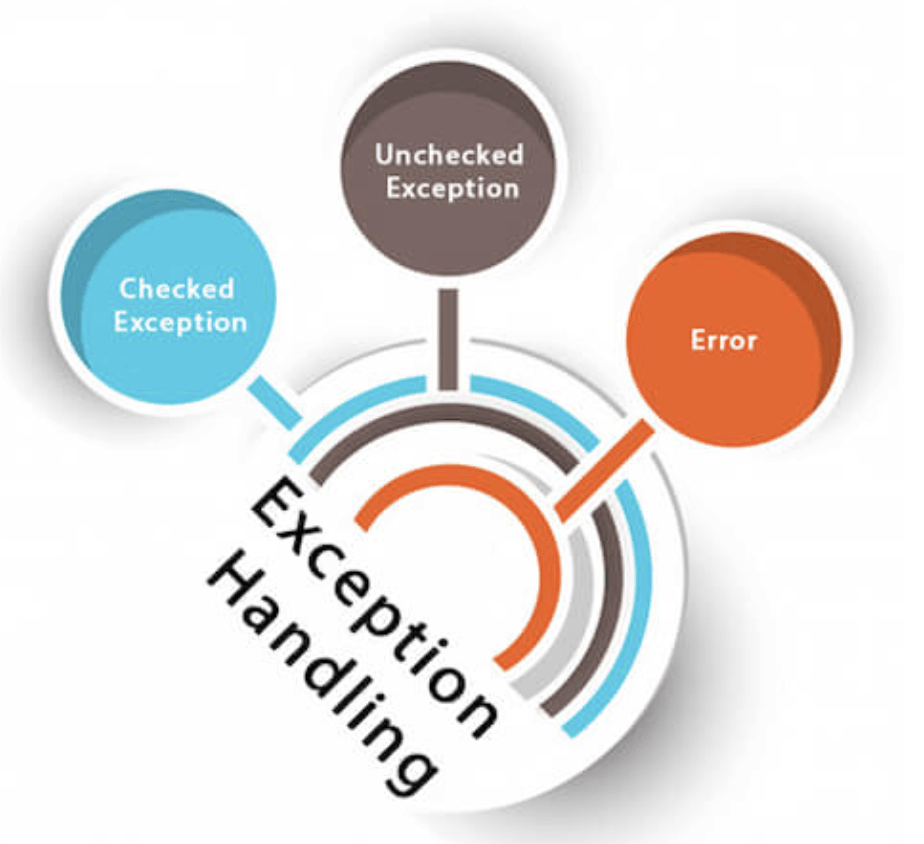 Unchecked
Exception
Checked
Exception
Error
Exception
Handling